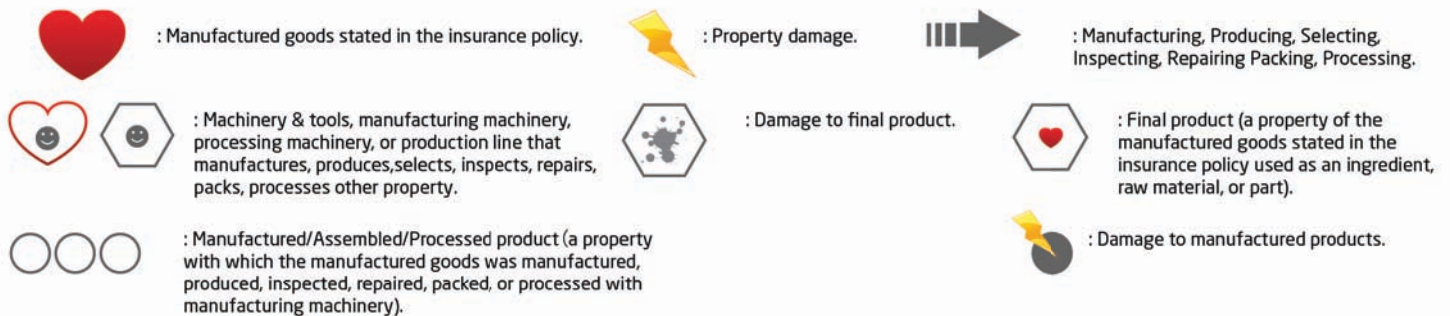 : Manufactured goods stated in the insurance policy.
: Property damage.
: Manufacturing, Producing, Selecting,
Inspecting, Repairing Packing, Processing.
: Machinery & tools, manufacturing machinery,
processing machinery, or production line that
manufactures, produces,selects, inspects, repairs,
packs, processes other property.
: Damage to final product.
: Final product (a property of the
manufactured goods stated in the
insurance policy used as an ingredient,
raw material, or part).
: Manufactured/Assembled/Processed product (a property
with which the manufactured goods was manufactured,
produced, inspected, repaired, packed, or processed with
manufacturing machinery).
: Damage to manufactured products.